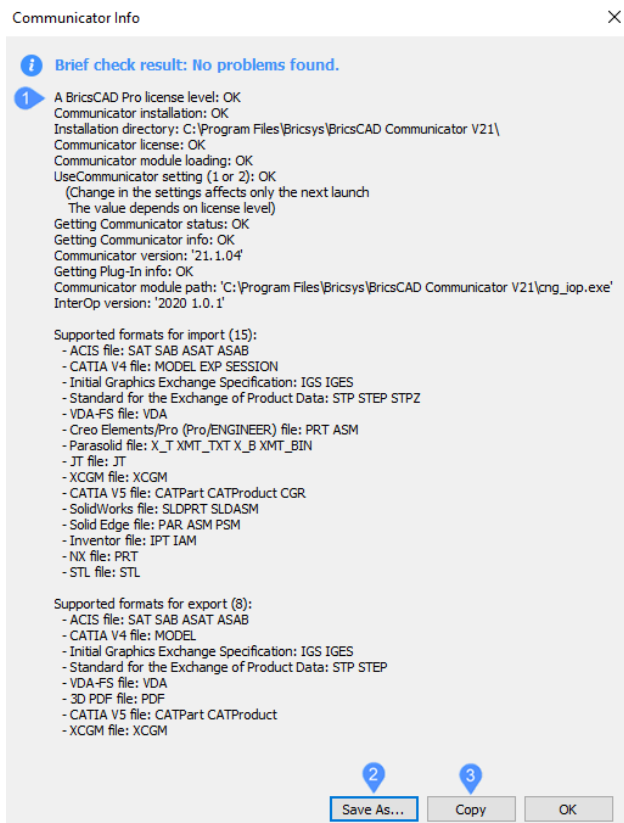 Communicator Info
Brief check result: No problems found.
1
A BricsCAD Pro license level: OK
Communicator installation: OK
Installation directory: C:\Program Files\Bricsys\BricsCAD Communicator V21\
Communicator license: OK
Communicator module loading: OK
UseCommunicator setting (1 or 2): OK
(Change in the settings affects only the next launch
The value depends on license level)
Getting Communicator status: OK
Getting Communicator info: OK
Communicator version: '21.1.04'
Getting Plug-In info: OK
Communicator module path: 'C:\Program Files\Bricsys\BricsCAD Communicator V21\cng_iop.exe'
InterOp version: '2020 1.0.1'
Supported formats for import (15):
- ACIS file: SAT SAB ASAT ASAB
- CATIA V4 file: MODEL EXP SESSION
- Initial Graphics Exchange Specification: IGS IGES
- Standard for the Exchange of Product Data: STP STEP STPZ
- VDA-FS file: VDA
- Creo Elements/Pro (Pro/ENGINEER) file: PRT ASM
- Parasolid file: X_T XMT_TXT X_B XMT_BIN
- JT file: JT
- XCGM file: XCGM
- CATIA V5 file: CATPart CATProduct CGR
- SolidWorks file: SLDPRT SLDASM
- Solid Edge file: PAR ASM PSM
- Inventor file: IPT IAM
- NX file: PRT
- STL file: STL
Supported formats for export (8):
- ACIS file: SAT SAB ASAT ASAB
- CATIA V4 file: MODEL
- Initial Graphics Exchange Specification: IGS IGES
- Standard for the Exchange of Product Data: STP STEP
- VDA-FS file: VDA
- 3D PDF file: PDF
- CATIA V5 file: CATPart CATProduct
- XCGM file: XCGM
2 3
Save As... Copy OK